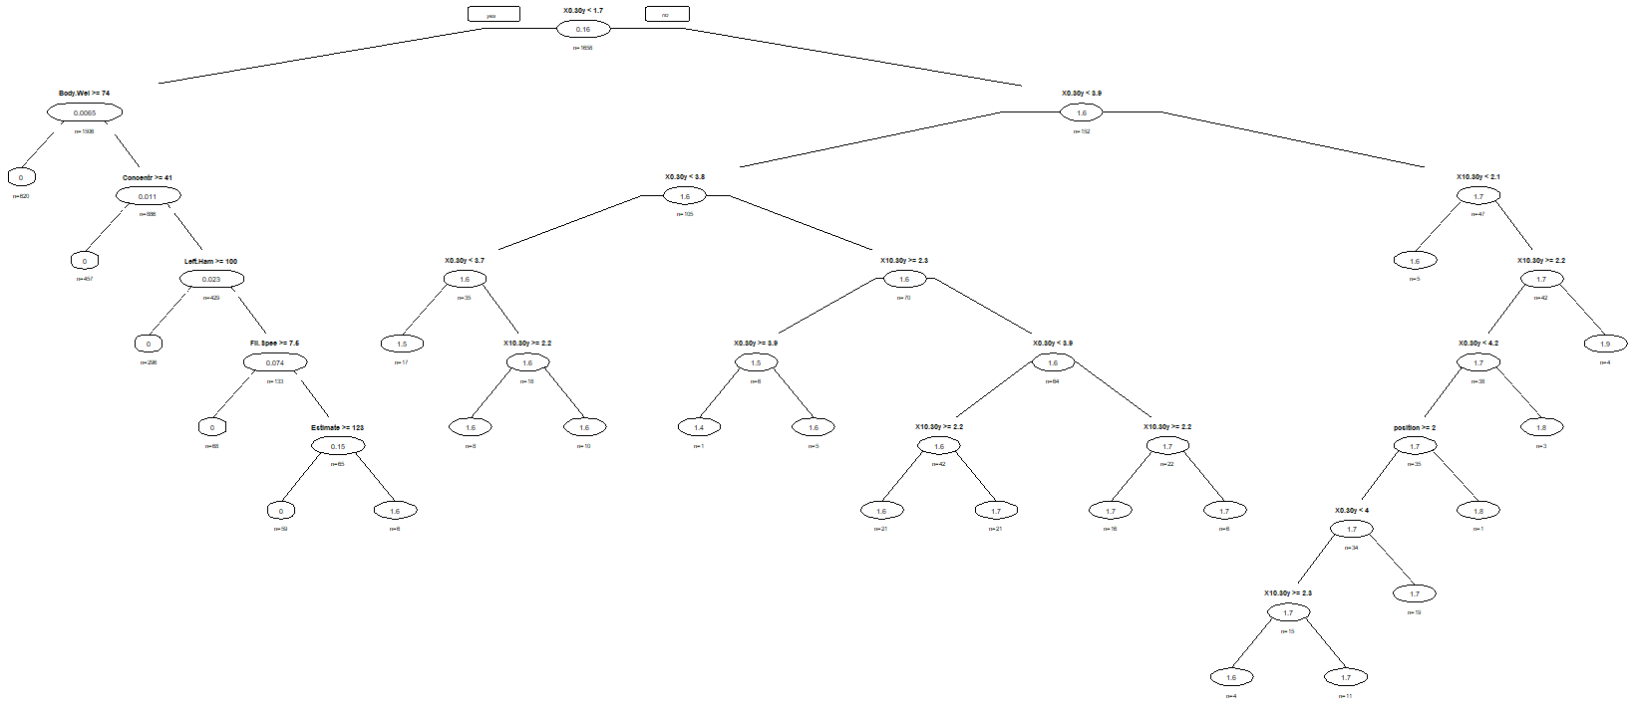 X0.30y < 1.7
yes
no
0.16
n=1658
Body.Wei >= 74
X0.30y < 3.9
0.0065
1.6
n=1506
n=152
0
Concentr >= 41
X0.30y < 3.8
X10.30y < 2.1
n=620
0.011
1.6
1.7
n=886
n=105
n=47
0
Left.Ham >= 100
X0.30y < 3.7
X10.30y >= 2.3
1.6
X10.30y >= 2.2
n=457
0.023
1.6
1.6
n=5
1.7
n=429
n=35
n=70
n=42
0
Fli.Spee >= 7.5
1.5
X10.30y >= 2.2
X0.30y >= 3.9
X0.30y < 3.9
X0.30y < 4.2
1.9
n=296
0.074
n=17
1.6
1.5
1.6
1.7
n=4
n=133
n=18
n=6
n=64
n=38
0
Estimate >= 123
1.6
1.6
1.4
1.6
X10.30y >= 2.2
X10.30y >= 2.2
position >= 2
1.8
n=68
0.15
n=8
n=10
n=1
n=5
1.6
1.7
1.7
n=3
n=65
n=42
n=22
n=35
0
1.6
1.6
1.7
1.7
1.7
X0.30y < 4
1.8
n=59
n=6
n=21
n=21
n=16
n=6
1.7
n=1
n=34
X10.30y >= 2.3
1.7
1.7
n=19
n=15
1.6
1.7
n=4
n=11